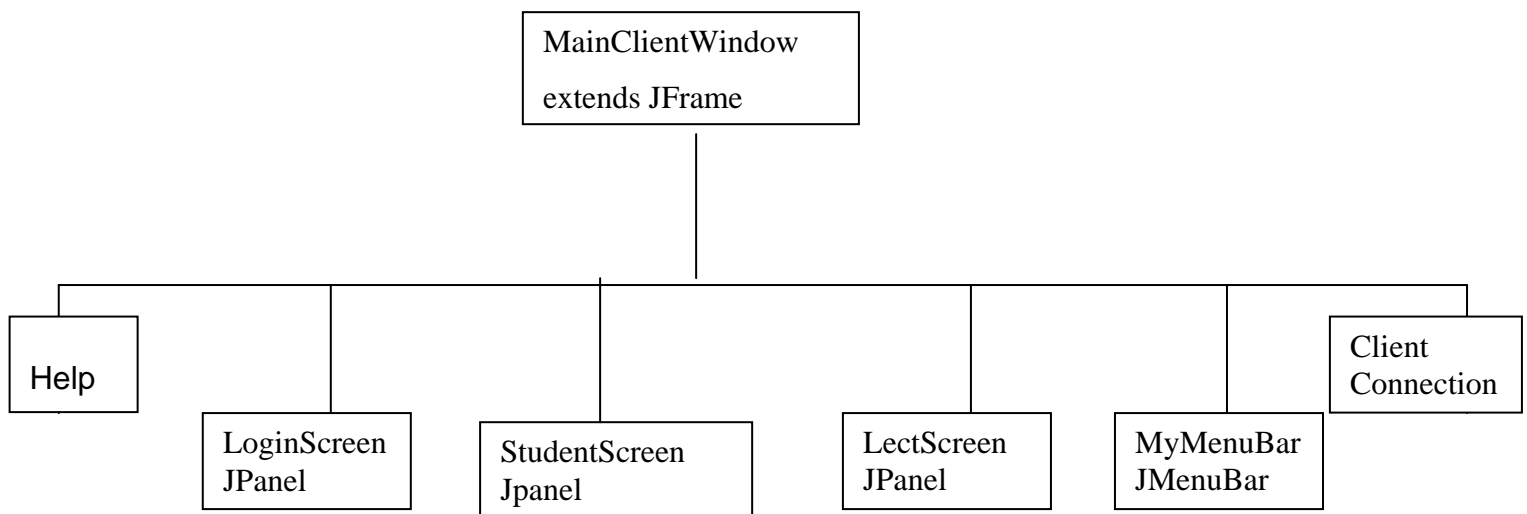 MainClientWindow
extends JFrame
Help
Client
Connection
LoginScreen
JPanel
StudentScreen
Jpanel
LectScreen
JPanel
MyMenuBar
JMenuBar